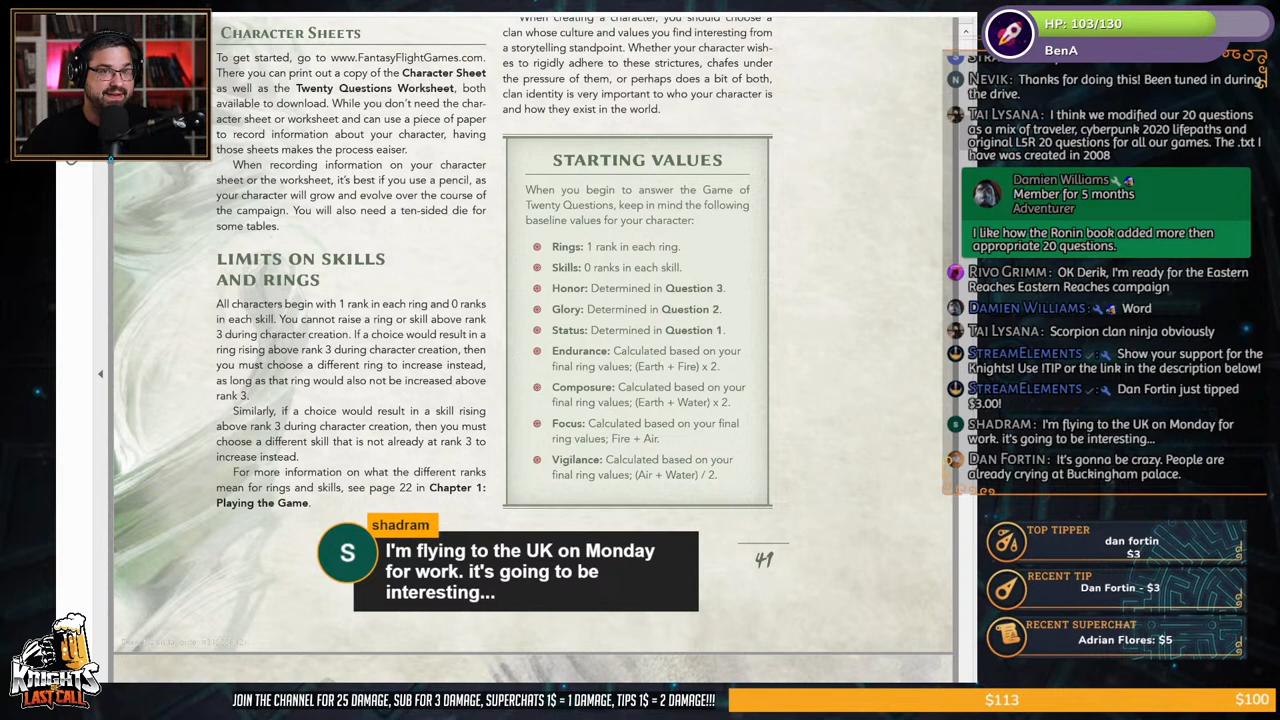 CHARACTER SHEETS
To get started, go to www.FantasyFlightGames.com.
There you can print out a copy of the Character Sheet
as well as the Twenty Questions Worksheet, both
available to download. While you don't need the char-
acter sheet or worksheet and can use a piece of paper
to record information about your character, having
those sheets makes the process eaiser.
When recording information on your character
sheet or the worksheet, it's best if you use a pencil, as
your character will grow and evolve over the course of
the campaign. You will also need a ten-sided die for
some tables.
LIMITS ON SKILLS
AND RINGS
All characters begin with 1 rank in each ring and 0 ranks
in each skill. You cannot raise a ring or skill above rank
3 during character creation. If a choice would result in a
ring rising above rank 3 during character creation, then
you must choose a different ring to increase instead,
as long as that ring would also not be increased above
rank 3.
Similarly, if a choice would result in a skill rising
above rank 3 during character creation, then you must
choose a different skill that is not already at rank 3 to
increase instead.
For more information on what the different ranks
mean for rings and skills, see page 22 in Chapter 1:
Playing the Game.
When creating a character, you should choose a
clan whose culture and values you find interesting from
a storytelling standpoint. Whether your character wish-
es to rigidly adhere to these strictures, chafes under
the pressure of them, or perhaps does a bit of both,
clan identity is very important to who your character is
and how they exist in the world.
STARTING VALUES
When you begin to answer the Game of
Twenty Questions, keep in mind the following
baseline values for your character:
Rings: 1 rank in each ring.
Skills: 0 ranks in each skill.
Honor: Determined in Question 3.
Glory: Determined in Question 2.
Status: Determined in Question 1.
Endurance: Calculated based on your
final ring values; (Earth + Fire) x 2.
Composure: Calculated based on your
final ring values; (Earth + Water) x 2.
Focus: Calculated based on your final
ring values; Fire + Air.
Vigilance: Calculated based on your
final ring values; (Air + Water) / 2.
49
shadram
S
I'm flying to the UK on Monday
for work. it's going to be
interesting...
HP: 103/130
BenA
N
NEVIK: Thanks for doing this! Been tuned in during
the drive.
TAI LYSANA: I think we modified our 20 questions
as a mix of traveler, cyberpunk 2020 lifepaths and
original L5R 20 questions for all our games. The .txt I
have was created in 2008
Damien Williams
Member for 5 months
Adventurer
I like how the Ronin book added more then
appropriate 20 questions.
RIVO GRIMM: OK Derik, I'm ready for the Eastern
Reaches Eastern Reaches campaign
DAMIEN WILLIAMS: Word
TAI LYSANA: Scorpion clan ninja obviously
STREAMELEMENTS: Show your support for the
Knights! Use !TIP or the link in the description below!
STREAMELEMENTS: Dan Fortin just tipped
$3.00!
S
SHADRAM: I'm flying to the UK on Monday for
work. it's going to be interesting...
DAN FORTIN: It's gonna be crazy. People are
already crying at Buckingham palace.
TOP TIPPER
dan fortin
$3
RECENT TIP
Dan Fortin - $3
RECENT SUPERCHAT
Adrian Flores: $5
KNIGHTS
OF
LAST CALL
JOIN THE CHANNEL FOR 25 DAMAGE, SUB FOR 3 DAMAGE, SUPERCHATS 1$ = 1 DAMAGE, TIPS 1$ = 2 DAMAGE!!!
$113
$100